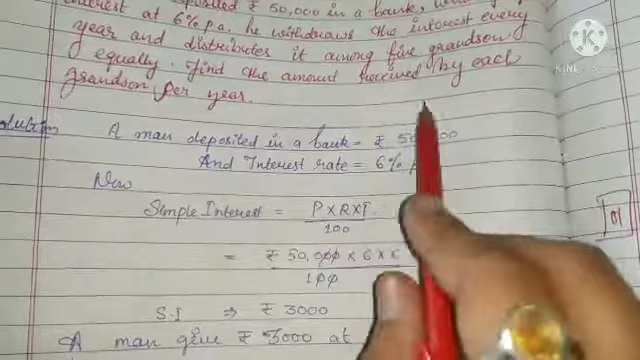 deposited ₹ 50,000 in a bank,
interest at 6% p.a. he withdraws the interest every
year and distributes it among five grandson
equally. Find the amount received by each
grandson per year.
olution A man deposited in a bank = ₹ 50
And Interest rate = 6%
Now
Simple Interest = P×R×T
100
= ₹ 50,000 × 6 ×
100
S.I ⇒ ₹ 3000
A man give ₹ 3000 at
10